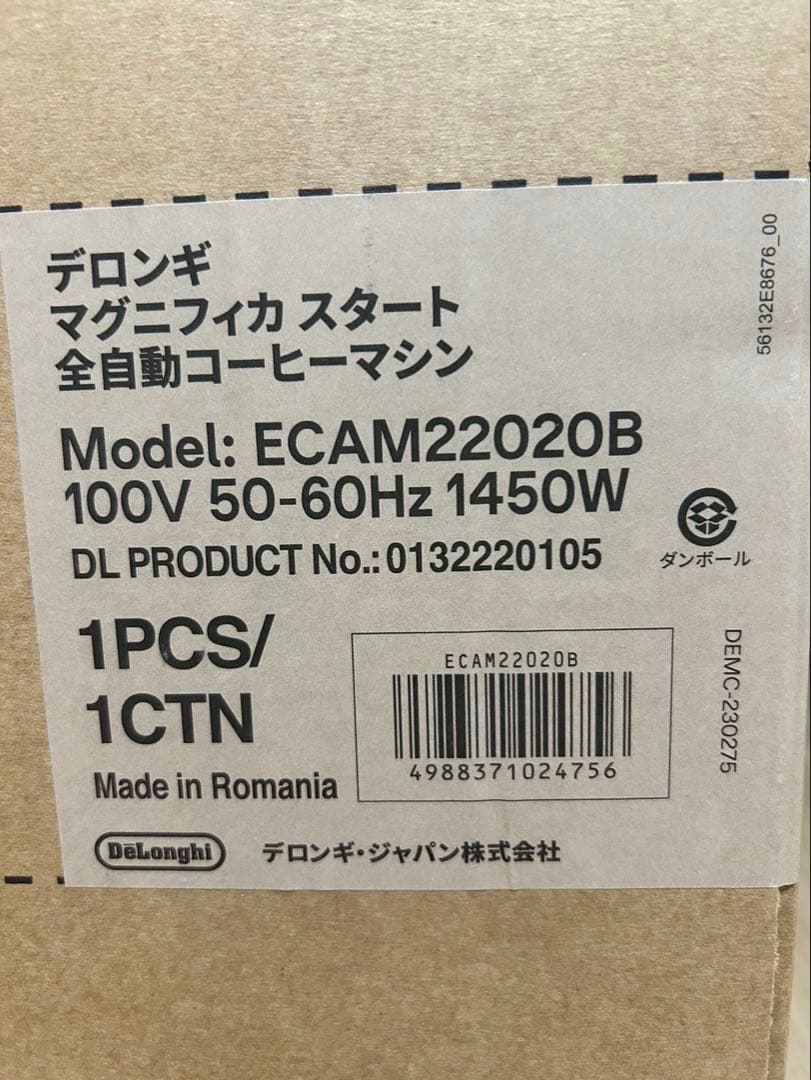 デロンギ
マグニフィカ スタート
全自動コーヒーマシン
Model: ECAM22020B
100V 50-60Hz 1450W
DL PRODUCT No.:0132220105
ダンボール
1PCS/
1CTN
Made in Romania
ECAM22020B
4988371024756
DēLonghi
デロンギ・ジャパン株式会社
56132E8676_00
DEMC-230275